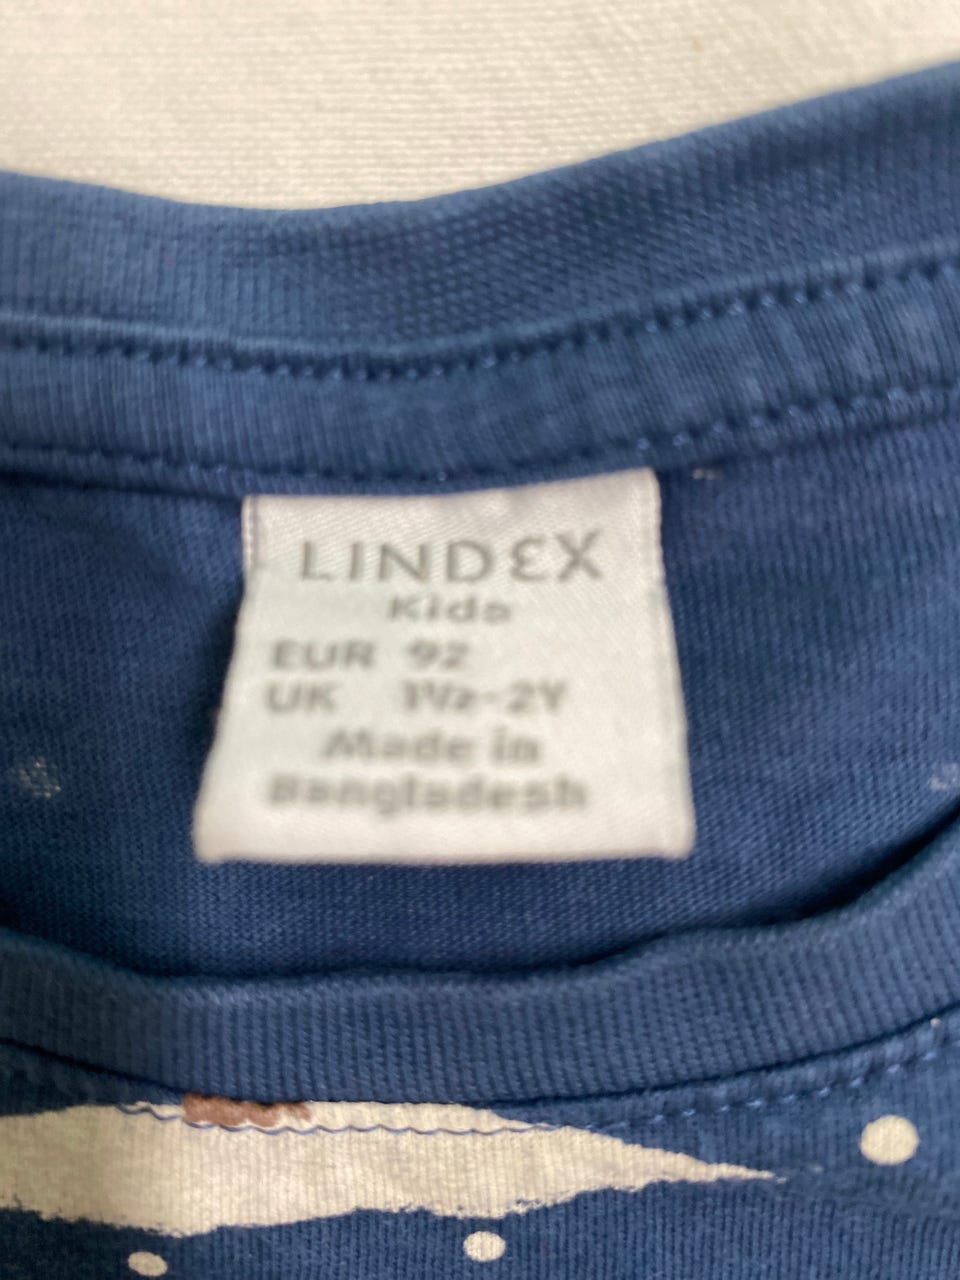 LINDEX
Kids
EUR 92
UK 1½-2Y
Made in
Bangladesh